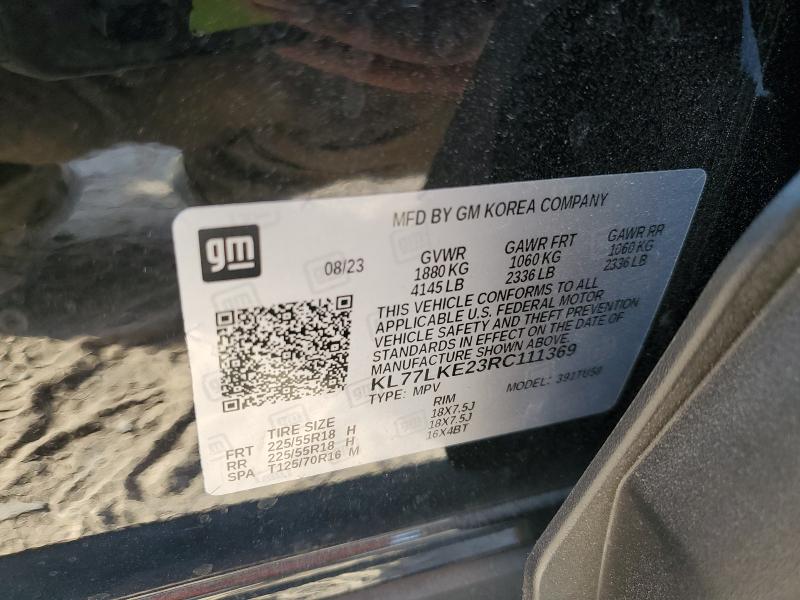 MFD BY GM KOREA COMPANY
gm
08/23
GVWR GAWR FRT GAWR RR
1880 KG 1060 KG 1060 KG
4145 LB 2336 LB 2336 LB
THIS VEHICLE CONFORMS TO ALL
APPLICABLE U.S. FEDERAL MOTOR
VEHICLE SAFETY AND THEFT PREVENTION
STANDARDS IN EFFECT ON THE DATE OF
MANUFACTURE SHOWN ABOVE.
KL77LKE23RC111369
TYPE: MPV MODEL: 391TU58
TIRE SIZE RIM
FRT 225/55R18 H 18X7.5J
RR 225/55R18 H 18X7.5J
SPA T125/70R16 M 16X4BT